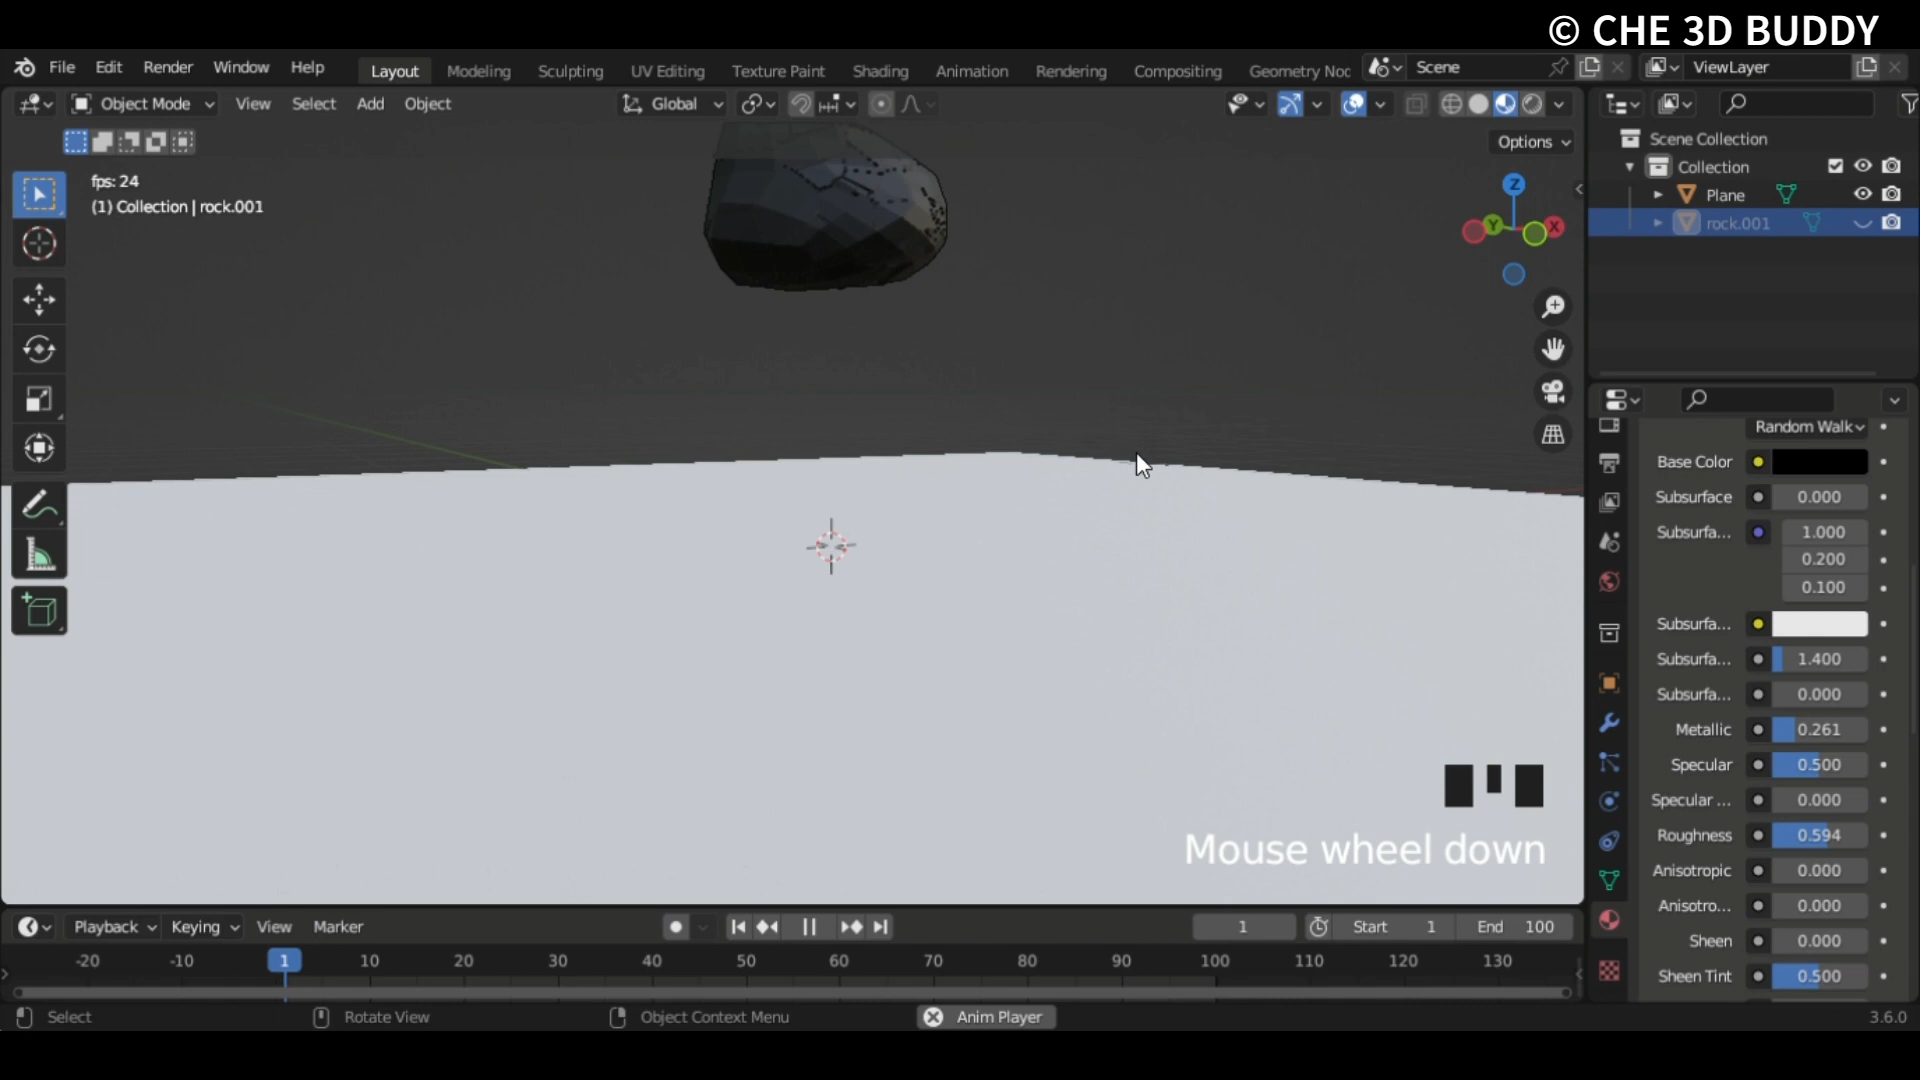 © CHE 3D BUDDY
File Edit Render Window Help Layout Modeling Sculpting UV Editing Texture Paint Shading Animation Rendering Compositing Geometry Noc Scene ViewLayer
Object Mode View Select Add Object Global
Options
Scene Collection
Collection
Plane
rock.001
fps: 24
(1) Collection | rock.001
Z
Y
X
Random Walk
Base Color
Subsurface 0.000
Subsurfa... 1.000
0.200
0.100
Subsurfa...
Subsurfa... 1.400
Subsurfa... 0.000
Metallic 0.261
Specular 0.500
Specular ... 0.000
Roughness 0.594
Anisotropic 0.000
Anisotro... 0.000
Sheen 0.000
Sheen Tint 0.500
Mouse wheel down
Playback Keying View Marker 1 Start 1 End 100
-20 -10 1 10 20 30 40 50 60 70 80 90 100 110 120 130
Select Rotate View Object Context Menu Anim Player 3.6.0